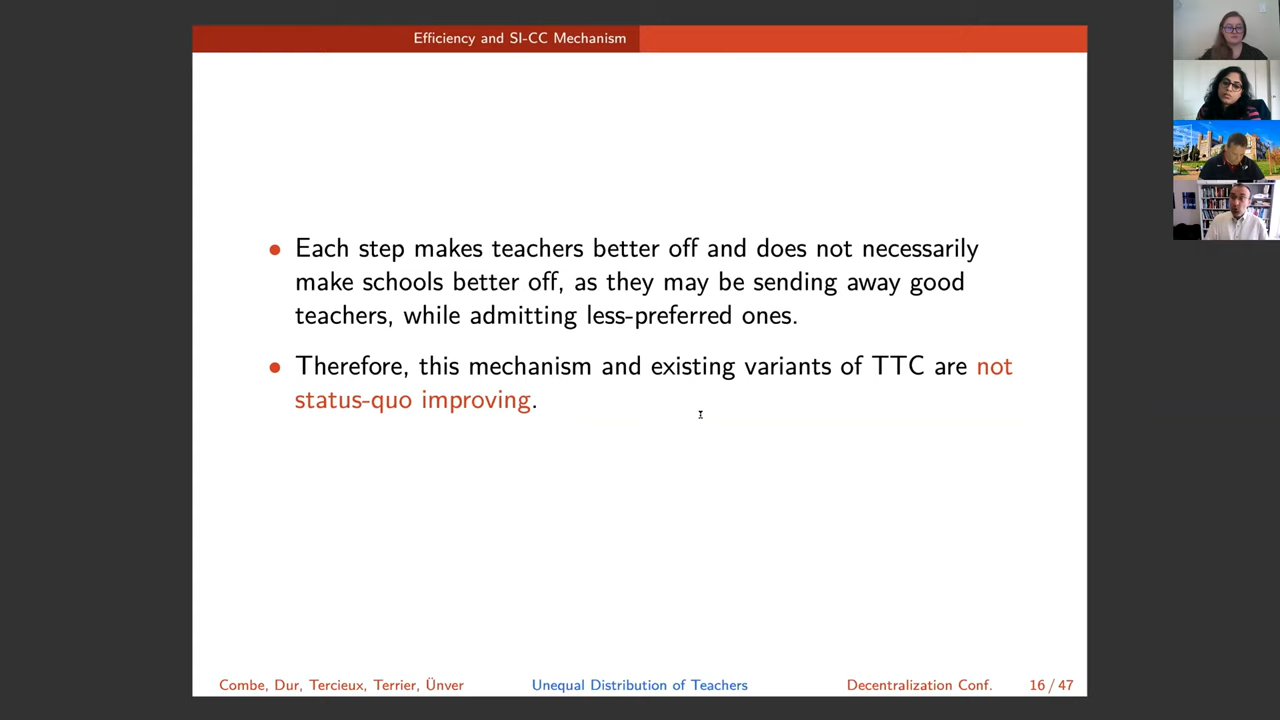 Efficiency and SI-CC Mechanism
• Each step makes teachers better off and does not necessarily
make schools better off, as they may be sending away good
teachers, while admitting less-preferred ones.
• Therefore, this mechanism and existing variants of TTC are not
status-quo improving.
Combe, Dur, Tercieux, Terrier, Ünver Unequal Distribution of Teachers Decentralization Conf. 16 / 47